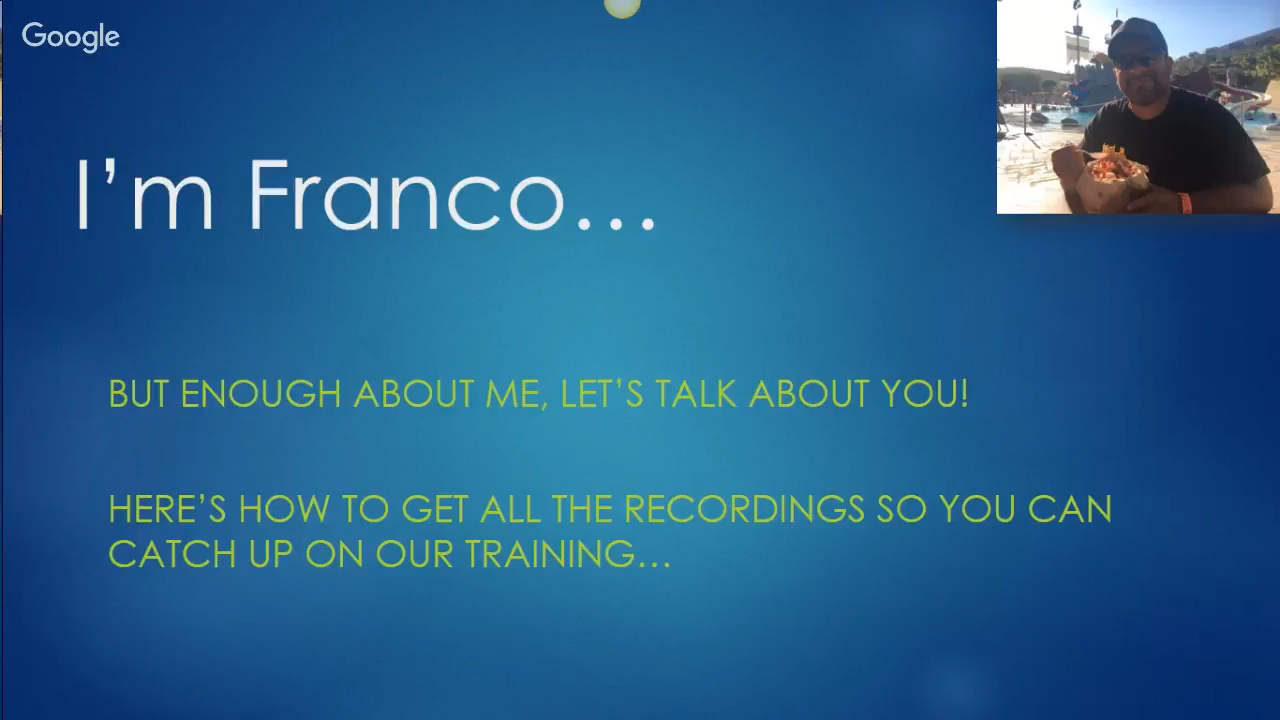 Google
I’m Franco…
BUT ENOUGH ABOUT ME, LET’S TALK ABOUT YOU!
HERE’S HOW TO GET ALL THE RECORDINGS SO YOU CAN
CATCH UP ON OUR TRAINING…